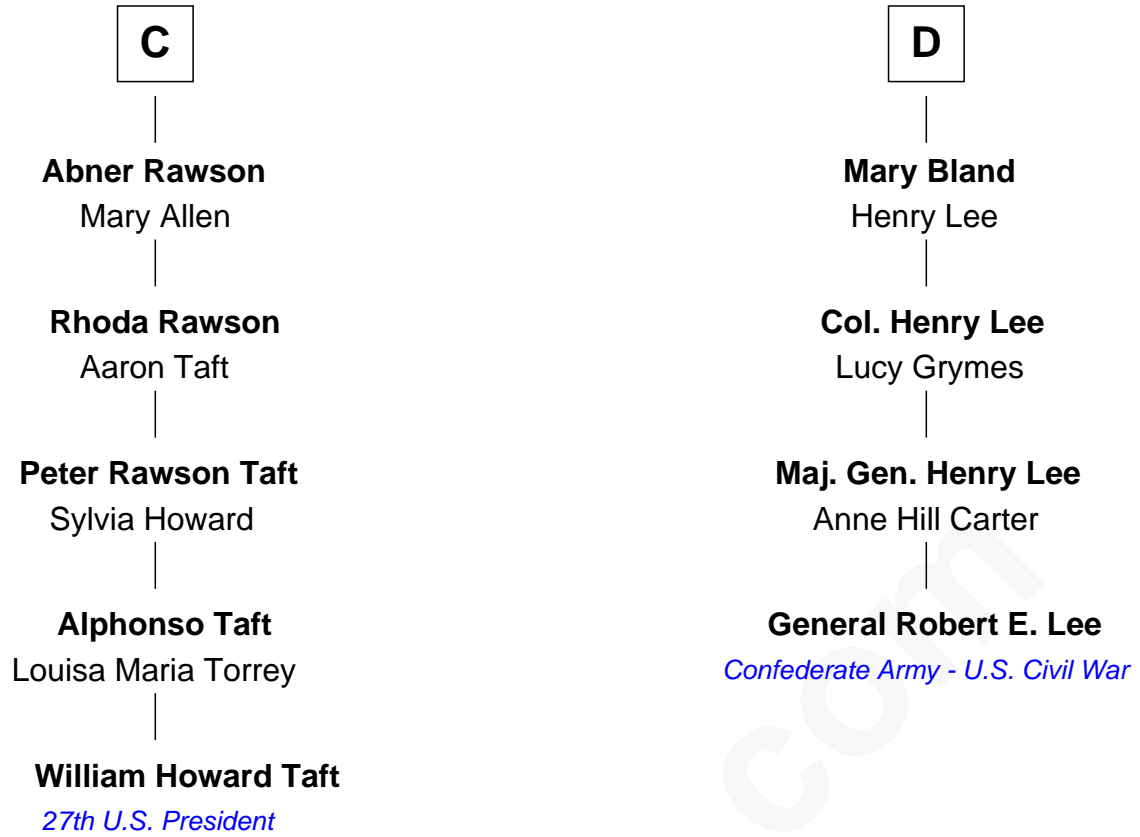 C
Abner Rawson
Mary Allen
Rhoda Rawson
Aaron Taft
Peter Rawson Taft
Sylvia Howard
Alphonso Taft
Louisa Maria Torrey
William Howard Taft
27th U.S. President
D
Mary Bland
Henry Lee
Col. Henry Lee
Lucy Grymes
Maj. Gen. Henry Lee
Anne Hill Carter
General Robert E. Lee
Confederate Army - U.S. Civil War
com